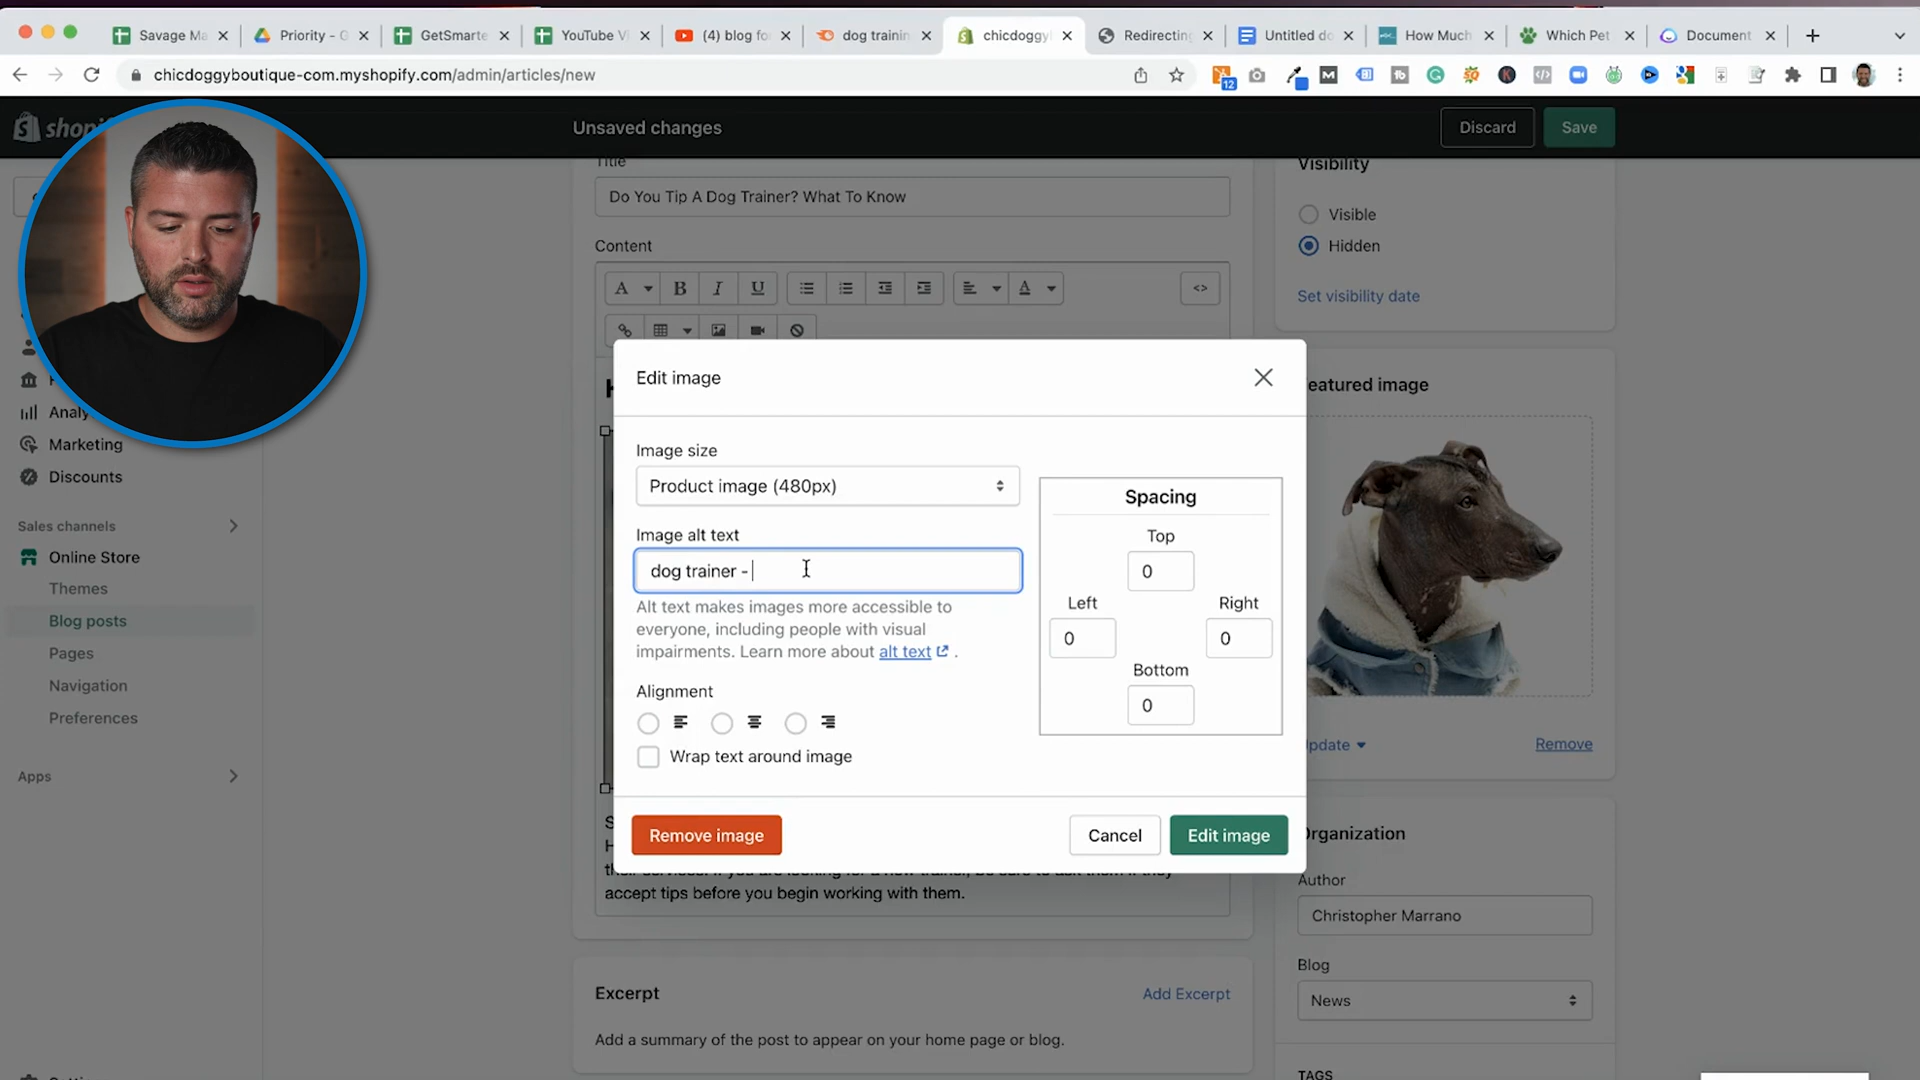 Savage Ma
Priority - G
GetSmarte
YouTube Vi
(4) blog fo
dog trainin
chicdoggyl
Redirecting
Untitled do
How Much
Which Pet
Document
chicdoggyboutique-com.myshopify.com/admin/articles/new
12
Unsaved changes
Discard
Save
Title
Do You Tip A Dog Trainer? What To Know
Content
Visibility
Visible
Hidden
Set visibility date
Edit image
Image size
Product image (480px)
Image alt text
dog trainer -
Alt text makes images more accessible to
everyone, including people with visual
impairments. Learn more about alt text .
Alignment
Wrap text around image
Spacing
Top
0
Left
Right
0
0
Bottom
0
Remove image
Cancel
Edit image
accept tips before you begin working with them.
Excerpt
Add Excerpt
Add a summary of the post to appear on your home page or blog.
eatured image
pdate
Remove
Organization
Author
Christopher Marrano
Blog
News
TAGS
Analy
Marketing
Discounts
Sales channels
Online Store
Themes
Blog posts
Pages
Navigation
Preferences
Apps